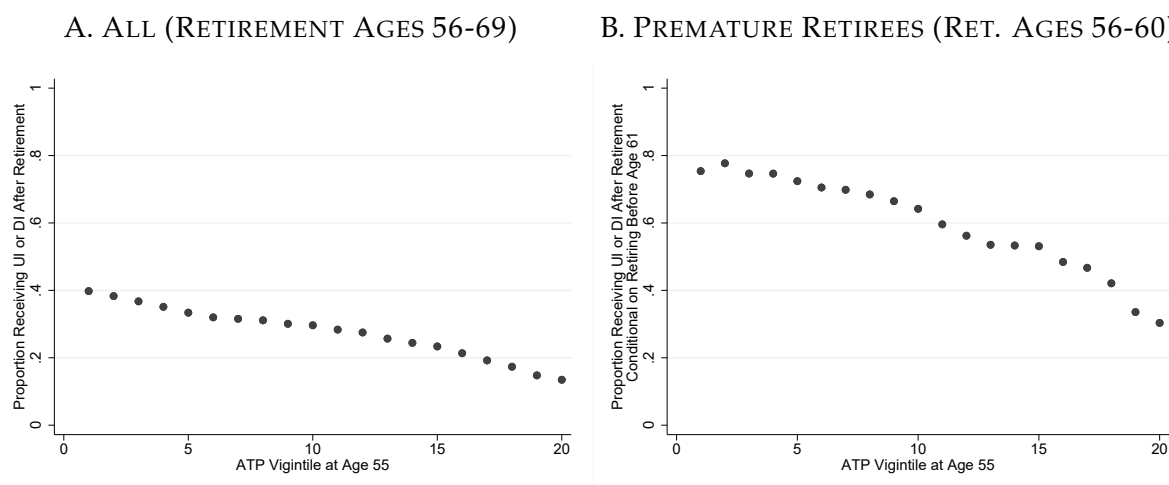 A. ALL (RETIREMENT AGES 56-69)
B. PREMATURE RETIREES (RET. AGES 56-60)
Proportion Receiving UI or DI After Retirement
1
.8
.6
.4
.2
0
0 5 10 15 20
ATP Vigintile at Age 55
Proportion Receiving UI or DI After Retirement
Conditional on Retiring Before Age 61
1
.8
.6
.4
.2
0
0 5 10 15 20
ATP Vigintile at Age 55